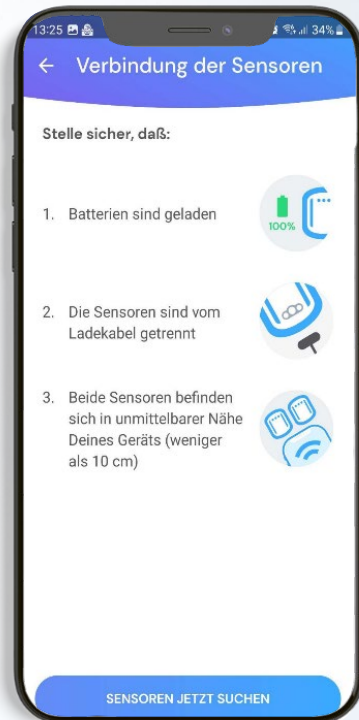 13:25
34%
Verbindung der Sensoren
Stelle sicher, daß:
1. Batterien sind geladen
100%
2. Die Sensoren sind vom
Ladekabel getrennt
3. Beide Sensoren befinden
sich in unmittelbarer Nähe
Deines Geräts (weniger
als 10 cm)
SENSOREN JETZT SUCHEN